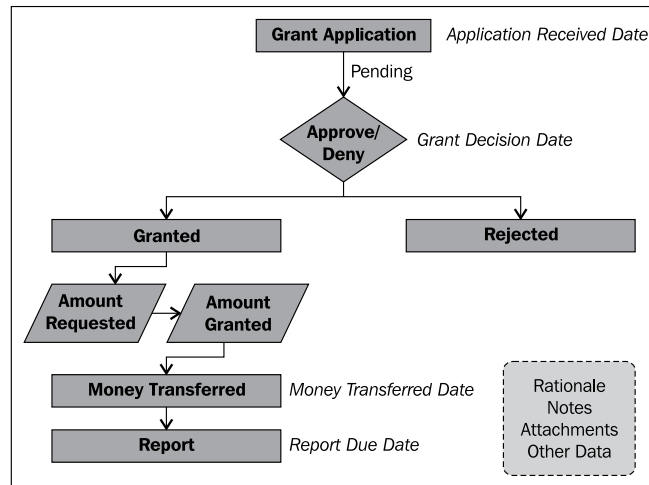 Grant Application
Application Received Date
Pending
Approve/
Deny
Grant Decision Date
Granted
Rejected
Amount
Requested
Amount
Granted
Money Transferred
Money Transferred Date
Report
Report Due Date
Rationale
Notes
Attachments
Other Data